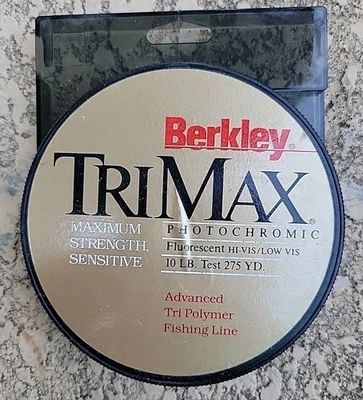 Berkley®
TRIMAX®
PHOTOCHROMIC
MAXIMUM
STRENGTH,
SENSITIVE
Fluorescent HI-VIS/LOW VIS
10 LB. Test 275 YD.
Advanced
Tri Polymer
Fishing Line